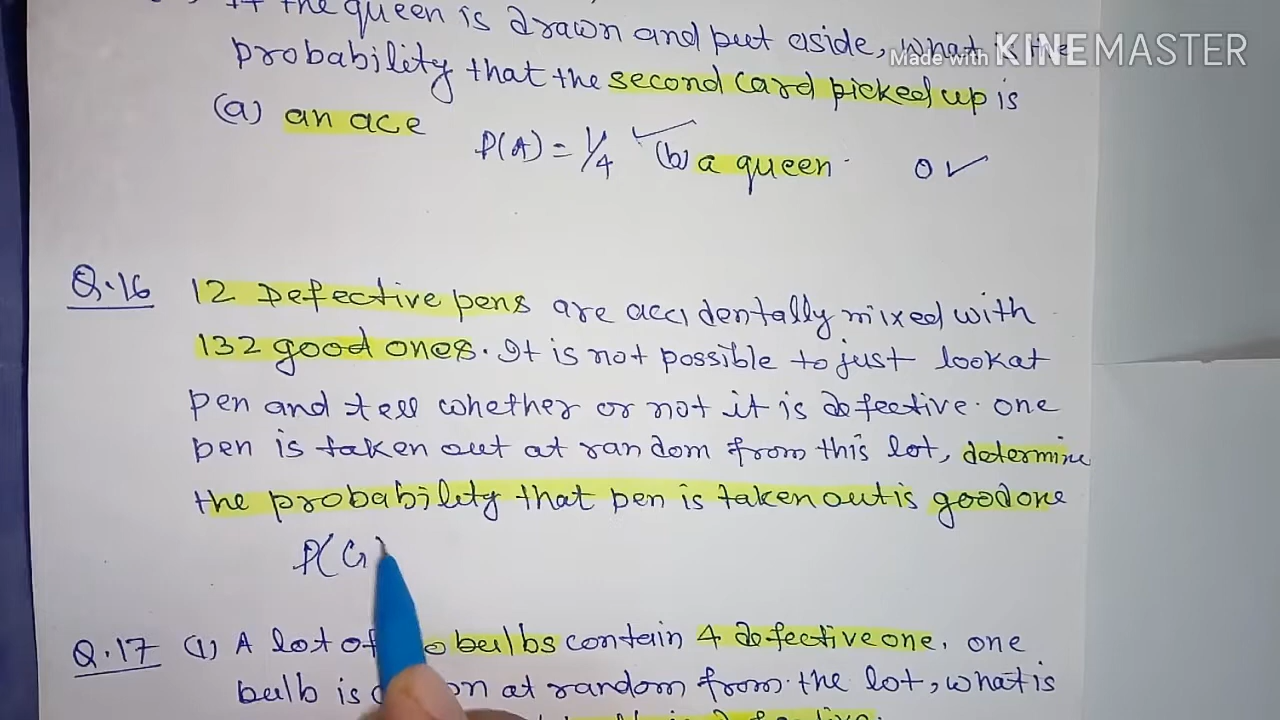 If the queen is drawn and put aside, what is the
probability that the second card picked up is
(a) an ace P(A) = 1/4 (b) a queen. 0 ✓
Made with KINEMASTER
Q.16 12 Defective pens are accidentally mixed with
132 good ones. It is not possible to just look at
pen and tell whether or not it is defective. one
pen is taken out at random from this lot, determine
the probability that pen is taken out is good one
P(G)
Q.17 (1) A lot of bulbs contain 4 defective one. one
bulb is at random from the lot, what is